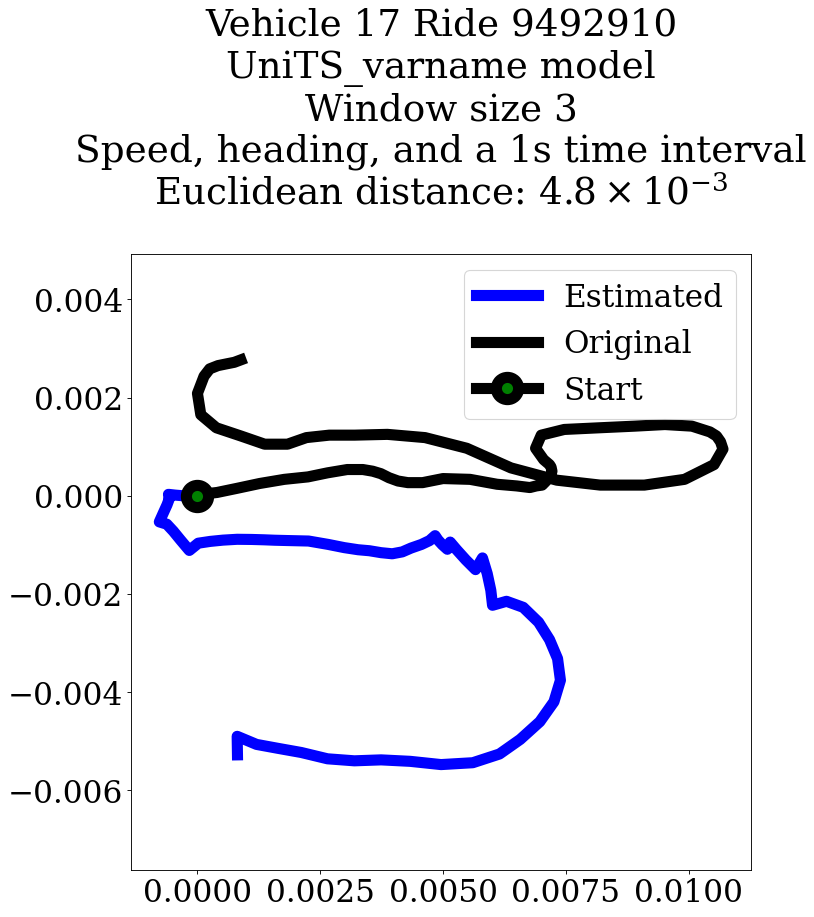 Vehicle 17 Ride 9492910
UniTS_varname model
Window size 3
Speed, heading, and a 1s time interval
Euclidean distance: 4.8 × 10⁻³
Estimated
Original
Start
0.004
0.002
0.000
−0.002
−0.004
−0.006
0.0000 0.0025 0.0050 0.0075 0.0100